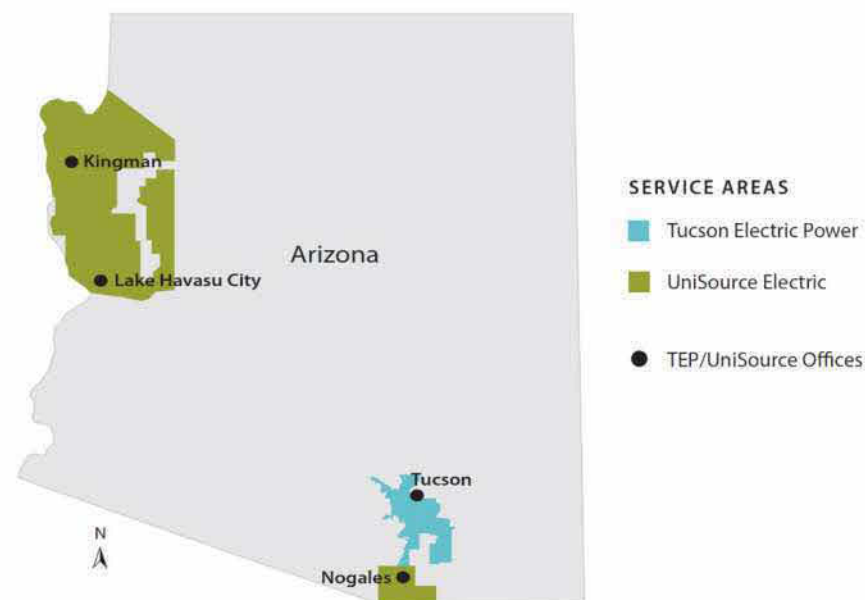 Kingman
Lake Havasu City
Arizona
Tucson
Nogales
N
SERVICE AREAS
Tucson Electric Power
UniSource Electric
TEP/UniSource Offices